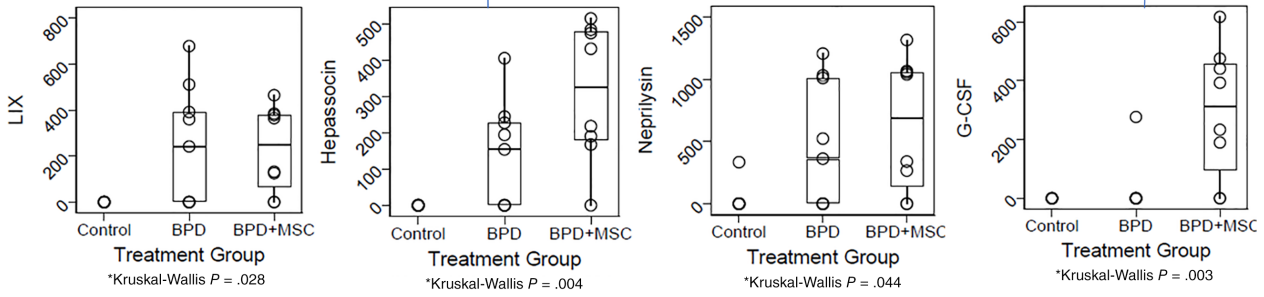 LIX
800
600
400
200
0
Control BPD BPD+MSC
Treatment Group
*Kruskal-Wallis P = .028
Hepassocin
500
400
300
200
100
0
Control BPD BPD+MSC
Treatment Group
*Kruskal-Wallis P = .004
Neprilysin
1500
1000
500
0
Control BPD BPD+MSC
Treatment Group
*Kruskal-Wallis P = .044
G-CSF
600
400
200
0
Control BPD BPD+MSC
Treatment Group
*Kruskal-Wallis P = .003